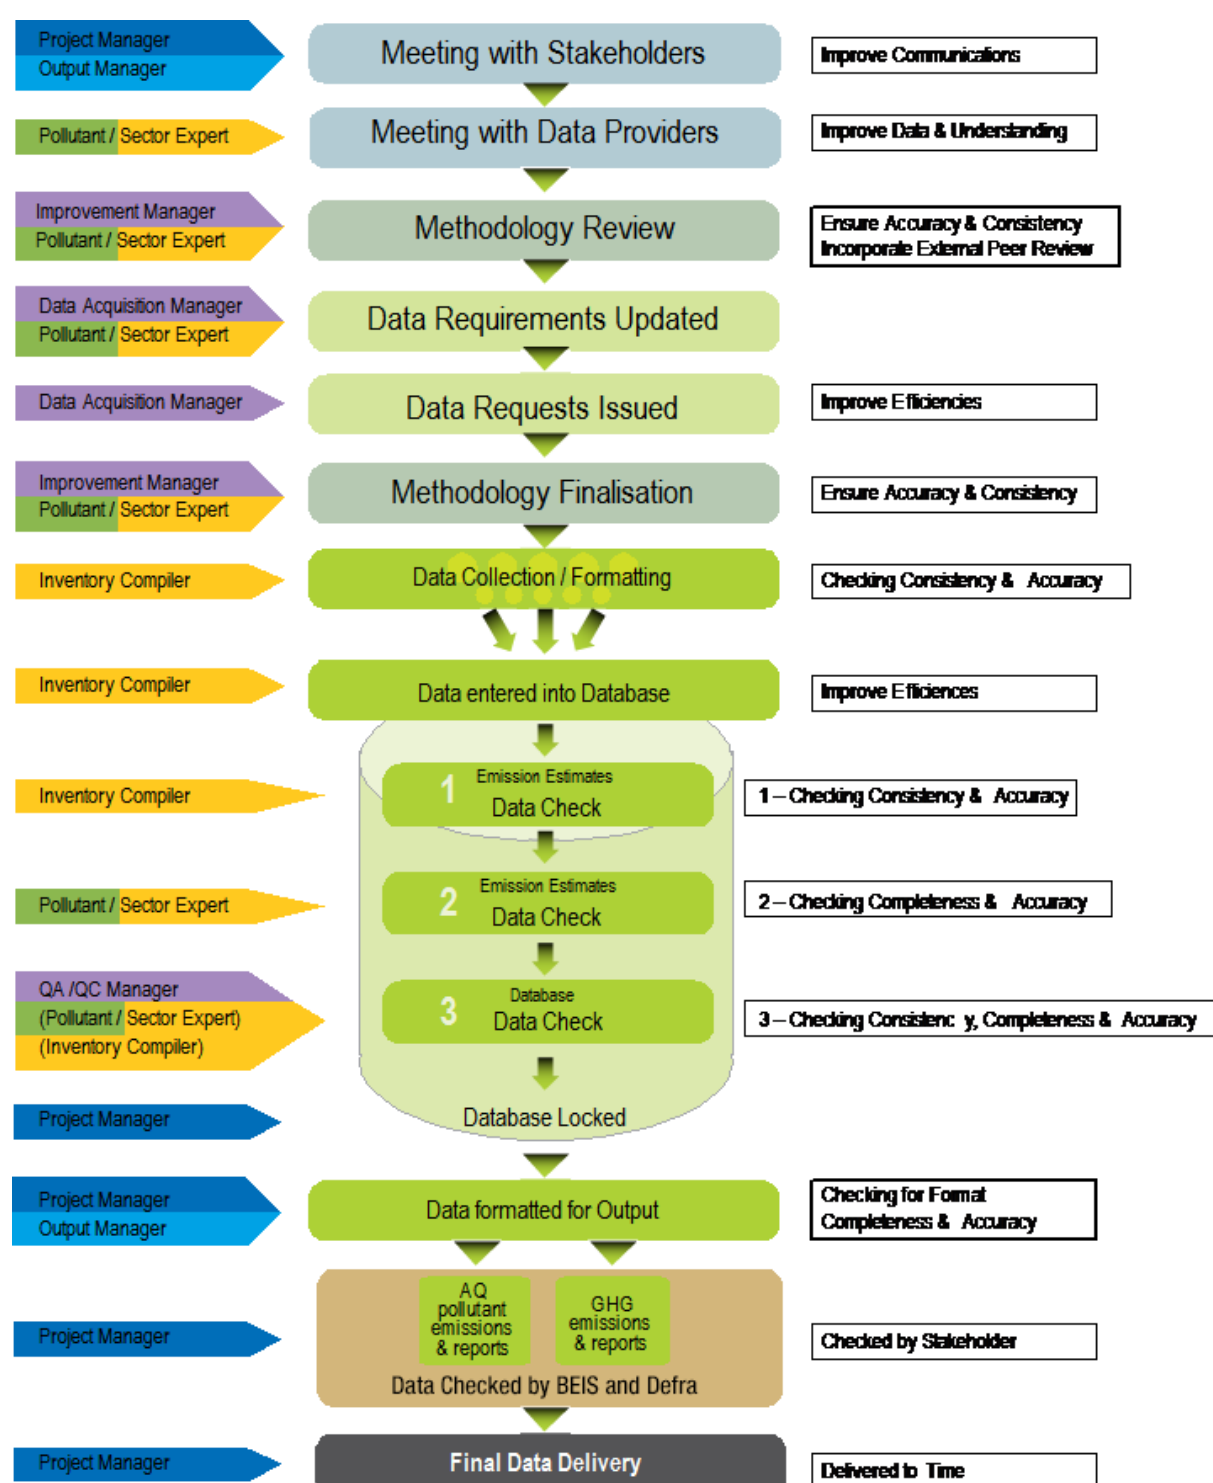 Project Manager
Output Manager
Meeting with Stakeholders
Improve Communications
Pollutant / Sector Expert
Meeting with Data Providers
Improve Data & Understanding
Improvement Manager
Pollutant / Sector Expert
Methodology Review
Ensure Accuracy & Consistency
Incorporate External Peer Review
Data Acquisition Manager
Pollutant / Sector Expert
Data Requirements Updated
Data Acquisition Manager
Data Requests Issued
Improve Efficiencies
Improvement Manager
Pollutant / Sector Expert
Methodology Finalisation
Ensure Accuracy & Consistency
Inventory Compiler
Data Collection / Formatting
Checking Consistency & Accuracy
Inventory Compiler
Data entered into Database
Improve Efficiences
Inventory Compiler
1
Emission Estimates
Data Check
1 – Checking Consistency & Accuracy
Pollutant / Sector Expert
2
Emission Estimates
Data Check
2 – Checking Completeness & Accuracy
QA /QC Manager
(Pollutant / Sector Expert)
(Inventory Compiler)
3
Database
Data Check
3 – Checking Consistenc y, Completeness & Accuracy
Project Manager
Database Locked
Project Manager
Output Manager
Data formatted for Output
Checking for Format
Completeness & Accuracy
AQ
pollutant
emissions
& reports
GHG
emissions
& reports
Project Manager
Checked by Stakeholder
Data Checked by BEIS and Defra
Project Manager
Final Data Delivery
Delivered to Time